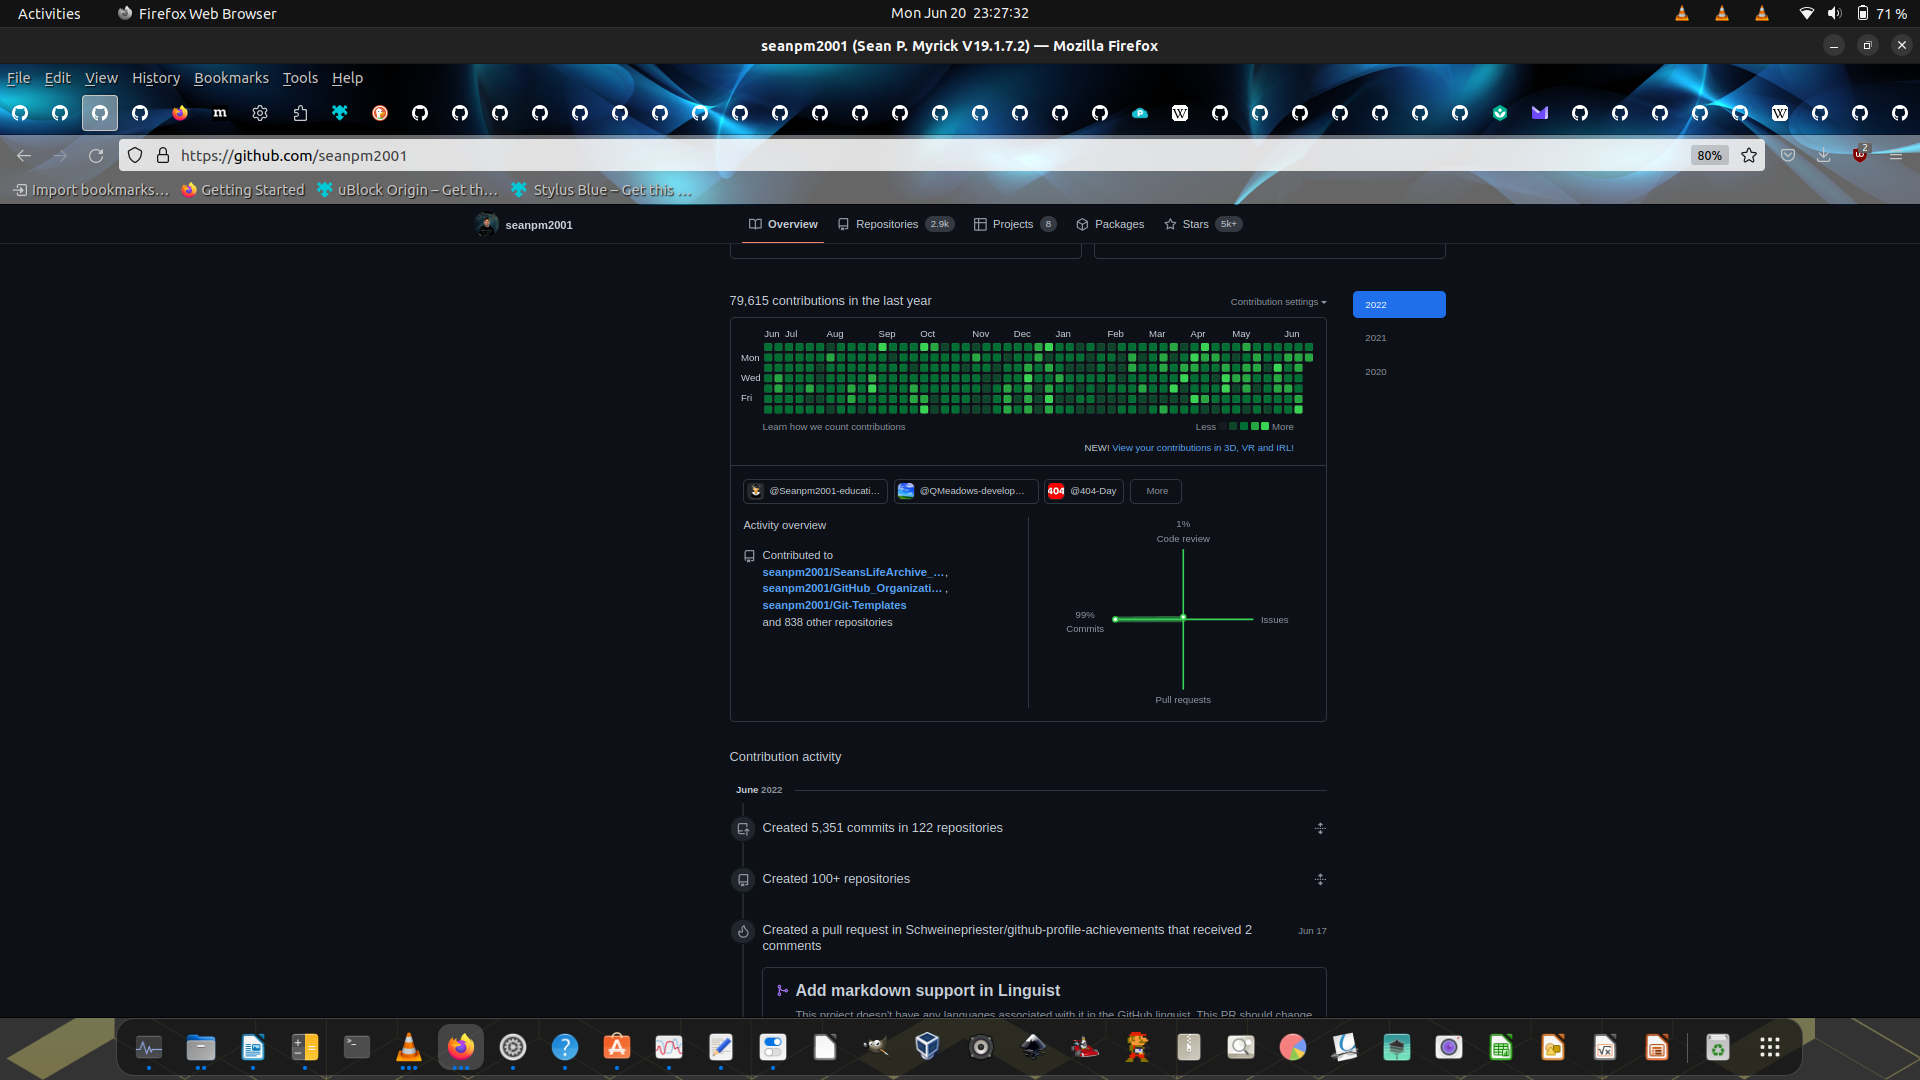 Activities
Firefox Web Browser
Mon Jun 20 23:27:32
71 %
seanpm2001 (Sean P. Myrick V19.1.7.2) — Mozilla Firefox
File Edit View History Bookmarks Tools Help
https://github.com/seanpm2001
80%
2
Import bookmarks…
Getting Started
uBlock Origin – Get th…
Stylus Blue – Get this …
seanpm2001
Overview
Repositories 2.9k
Projects 8
Packages
Stars 5k+
79,615 contributions in the last year
Contribution settings
2022
2021
2020
Jun Jul Aug Sep Oct Nov Dec Jan Feb Mar Apr May Jun
Mon
Wed
Fri
Learn how we count contributions
Less More
NEW! View your contributions in 3D, VR and IRL!
@Seanpm2001-educati…
@QMeadows-develop…
404 @404-Day
More
Activity overview
Contributed to
seanpm2001/SeansLifeArchive_…,
seanpm2001/GitHub_Organizati… ,
seanpm2001/Git-Templates
and 838 other repositories
1%
Code review
99%
Commits
Issues
Pull requests
Contribution activity
June 2022
Created 5,351 commits in 122 repositories
Created 100+ repositories
Created a pull request in Schweinepriester/github-profile-achievements that received 2
comments
Jun 17
Add markdown support in Linguist
This project doesn't have any languages associated with it in the GitHub linguist. This PR should change